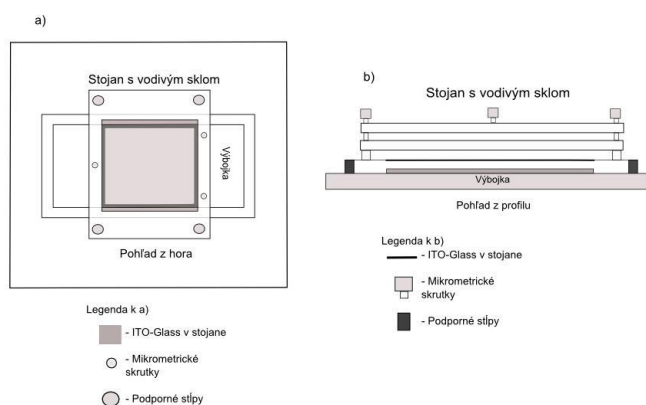 a)
Stojan s vodivým sklom
Výbojka
Pohľad z hora
Legenda k a)
- ITO-Glass v stojane
- Mikrometrické
skrutky
- Podporné stĺpy
b)
Stojan s vodivým sklom
Výbojka
Pohľad z profilu
Legenda k b)
- ITO-Glass v stojane
- Mikrometrické
skrutky
- Podporné stĺpy